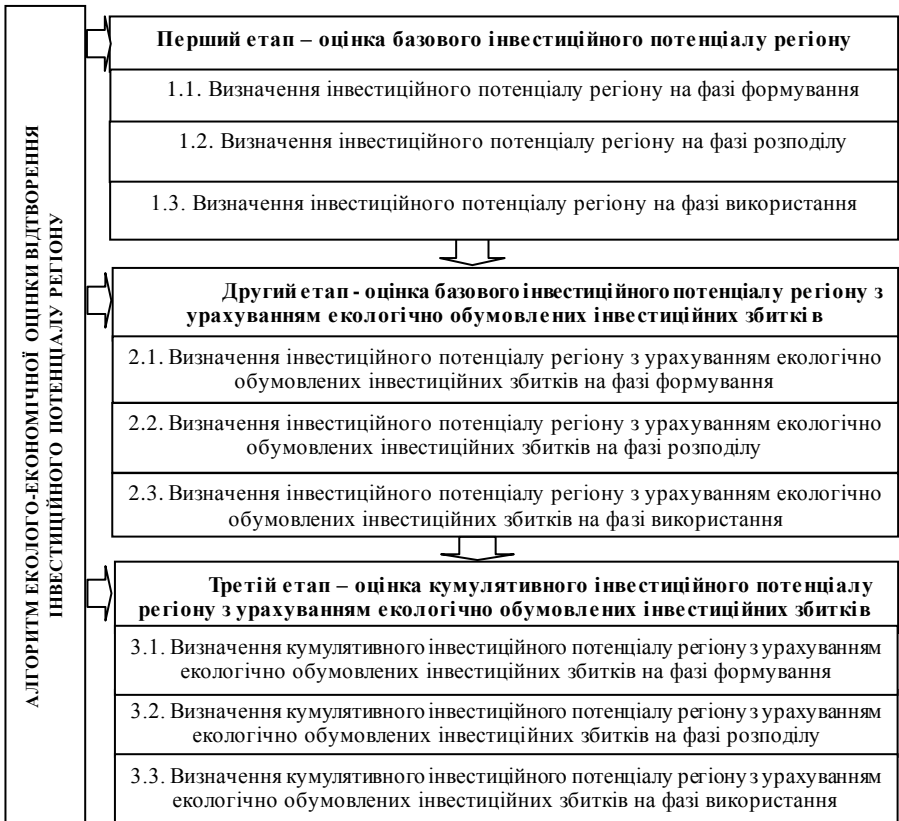 АЛГОРИТМ ЕКОЛОГО-ЕКОНОМІЧНОЇ ОЦІНКИ ВІДТВОРЕННЯ
ІНВЕСТИЦІЙНОГО ПОТЕНЦІАЛУ РЕГІОНУ
Перший етап – оцінка базового інвестиційного потенціалу регіону
1.1. Визначення інвестиційного потенціалу регіону на фазі формування
1.2. Визначення інвестиційного потенціалу регіону на фазі розподілу
1.3. Визначення інвестиційного потенціалу регіону на фазі використання
Другий етап - оцінка базового інвестиційного потенціалу регіону з
урахуванням екологічно обумовлених інвестиційних збитків
2.1. Визначення інвестиційного потенціалу регіону з урахуванням екологічно
обумовлених інвестиційних збитків на фазі формування
2.2. Визначення інвестиційного потенціалу регіону з урахуванням екологічно
обумовлених інвестиційних збитків на фазі розподілу
2.3. Визначення інвестиційного потенціалу регіону з урахуванням екологічно
обумовлених інвестиційних збитків на фазі використання
Третій етап – оцінка кумулятивного інвестиційного потенціалу
регіону з урахуванням екологічно обумовлених інвестиційних збитків
3.1. Визначення кумулятивного інвестиційного потенціалу регіону з урахуванням
екологічно обумовлених інвестиційних збитків на фазі формування
3.2. Визначення кумулятивного інвестиційного потенціалу регіону з урахуванням
екологічно обумовлених інвестиційних збитків на фазі розподілу
3.3. Визначення кумулятивного інвестиційного потенціалу регіону з урахуванням
екологічно обумовлених інвестиційних збитків на фазі використання